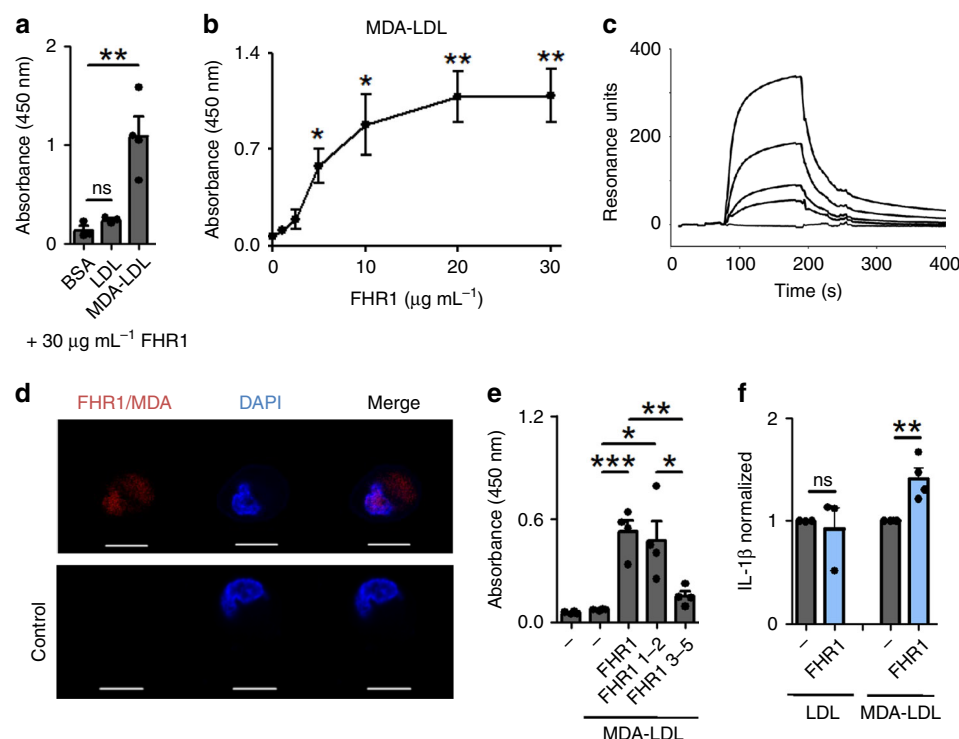 a
Absorbance (450 nm)
2
1
0
**
ns
BSA
LDL
MDA-LDL
+ 30 μg mL−1 FHR1
b
MDA-LDL
Absorbance (450 nm)
1.4
0.7
0.0
*
*
**
**
0 10 20 30
FHR1 (μg mL−1)
c
Resonance units
400
200
0
0 100 200 300 400
Time (s)
d
FHR1/MDA DAPI Merge
Control
e
Absorbance (450 nm)
1.2
0.6
0.0
**
*
*** *
–
–
FHR1
FHR1 1–2
FHR1 3–5
MDA-LDL
f
IL-1β normalized
2
1
0
ns
**
–
FHR1
–
FHR1
LDL MDA-LDL